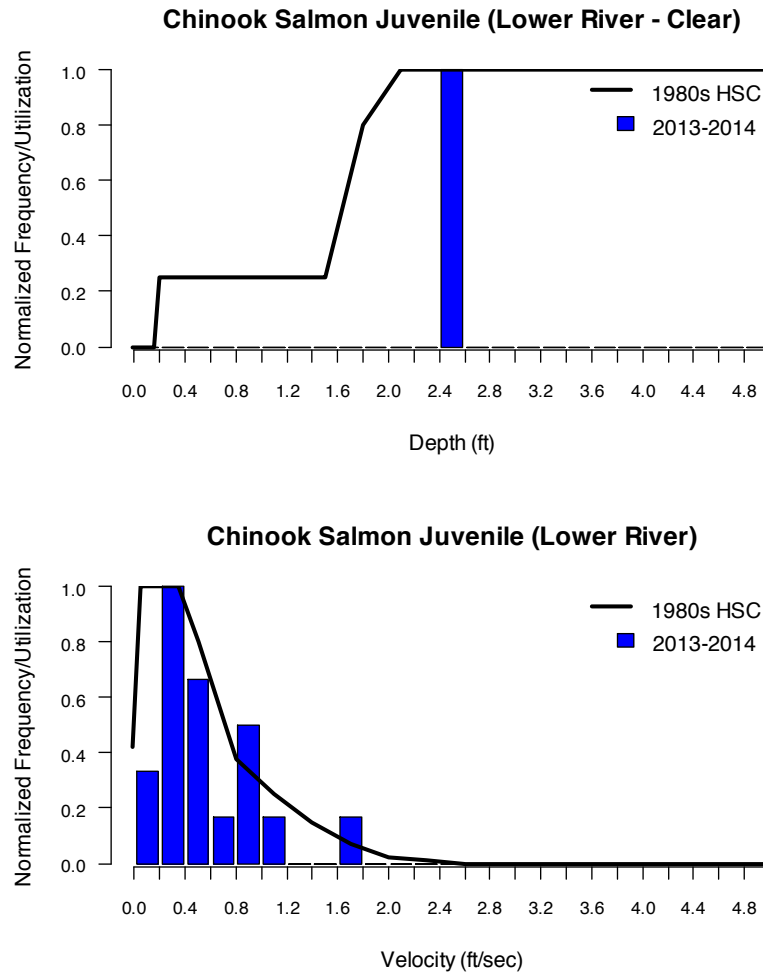 Chinook Salmon Juvenile (Lower River - Clear)
Normalized Frequency/Utilization
1.0
0.8
0.6
0.4
0.2
0.0
1980s HSC
2013-2014
0.0 0.4 0.8 1.2 1.6 2.0 2.4 2.8 3.2 3.6 4.0 4.4 4.8
Depth (ft)
Chinook Salmon Juvenile (Lower River)
Normalized Frequency/Utilization
1.0
0.8
0.6
0.4
0.2
0.0
1980s HSC
2013-2014
0.0 0.4 0.8 1.2 1.6 2.0 2.4 2.8 3.2 3.6 4.0 4.4 4.8
Velocity (ft/sec)